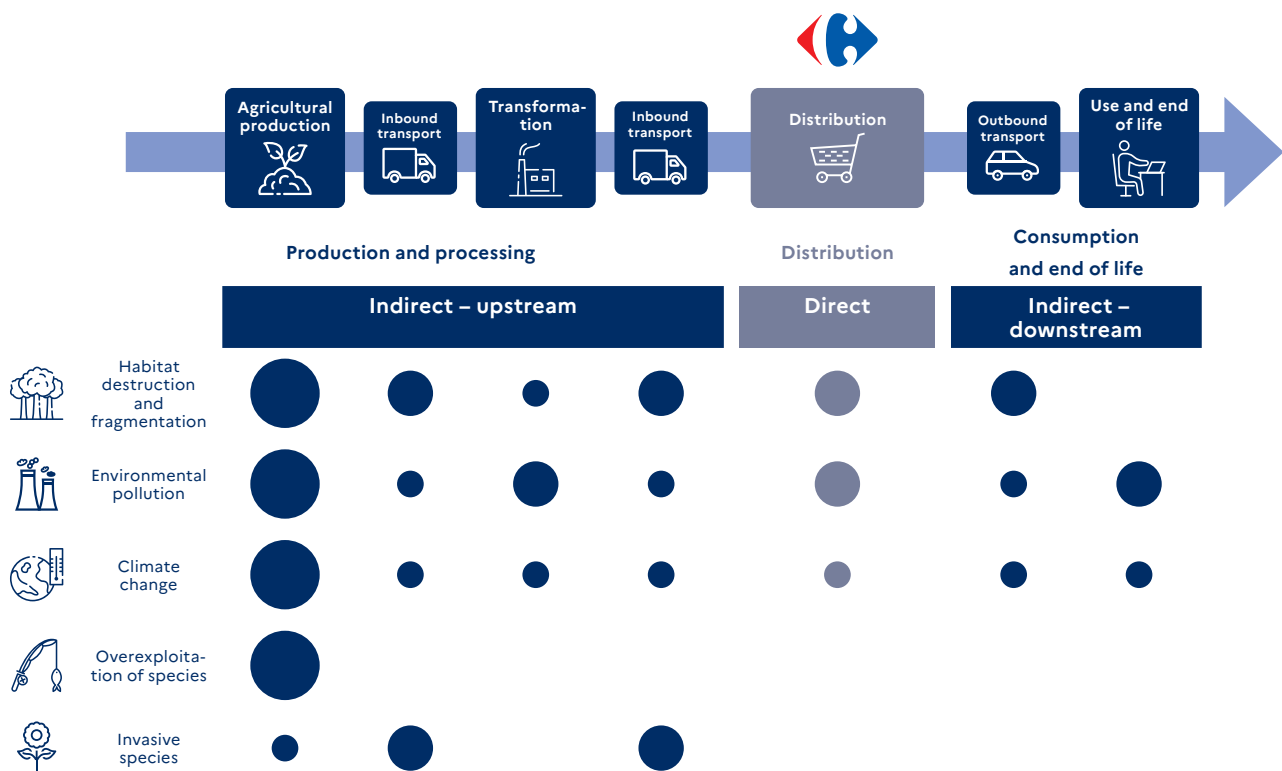 Agricultural
production
Inbound
transport
Transforma-
tion
Inbound
transport
Distribution
Outbound
transport
Use and end
of life
Production and processing
Distribution
Consumption
and end of life
Indirect – upstream
Direct
Indirect –
downstream
Habitat
destruction
and
fragmentation
Environmental
pollution
Climate
change
Overexploita-
tion of species
Invasive
species